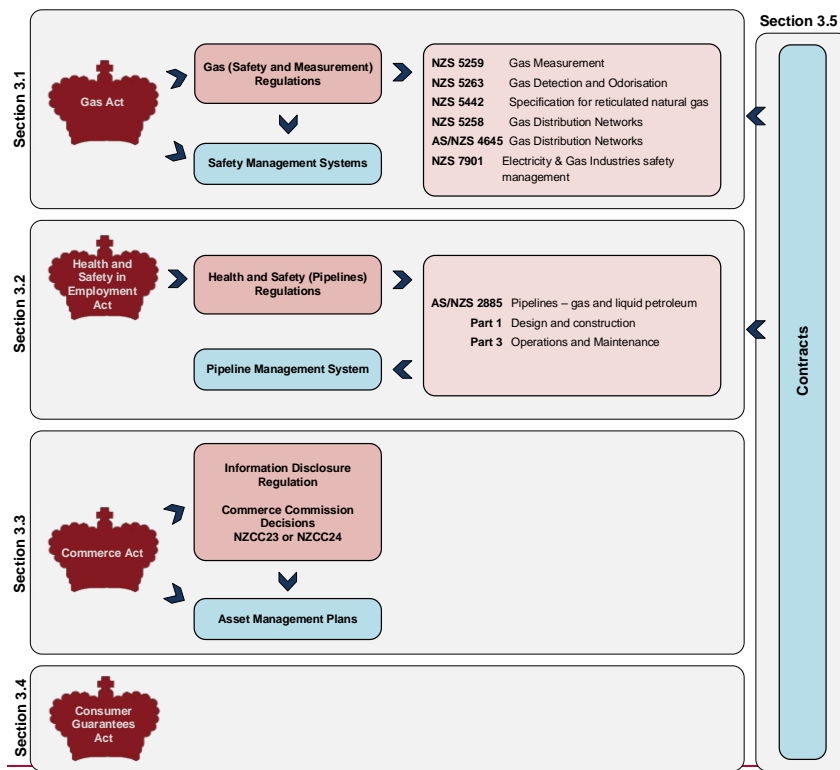 Section 3.5
Section 3.1
Gas Act
Gas (Safety and Measurement)
Regulations
Safety Management Systems
NZS 5259 Gas Measurement
NZS 5263 Gas Detection and Odorisation
NZS 5442 Specification for reticulated natural gas
NZS 5258 Gas Distribution Networks
AS/NZS 4645 Gas Distribution Networks
NZS 7901 Electricity & Gas Industries safety
management
Section 3.2
Health and
Safety in
Employment
Act
Health and Safety (Pipelines)
Regulations
Pipeline Management System
AS/NZS 2885 Pipelines – gas and liquid petroleum
Part 1 Design and construction
Part 3 Operations and Maintenance
Contracts
Section 3.3
Commerce Act
Information Disclosure
Regulation
Commerce Commission
Decisions
NZCC23 or NZCC24
Asset Management Plans
Section 3.4
Consumer
Guarantees
Act